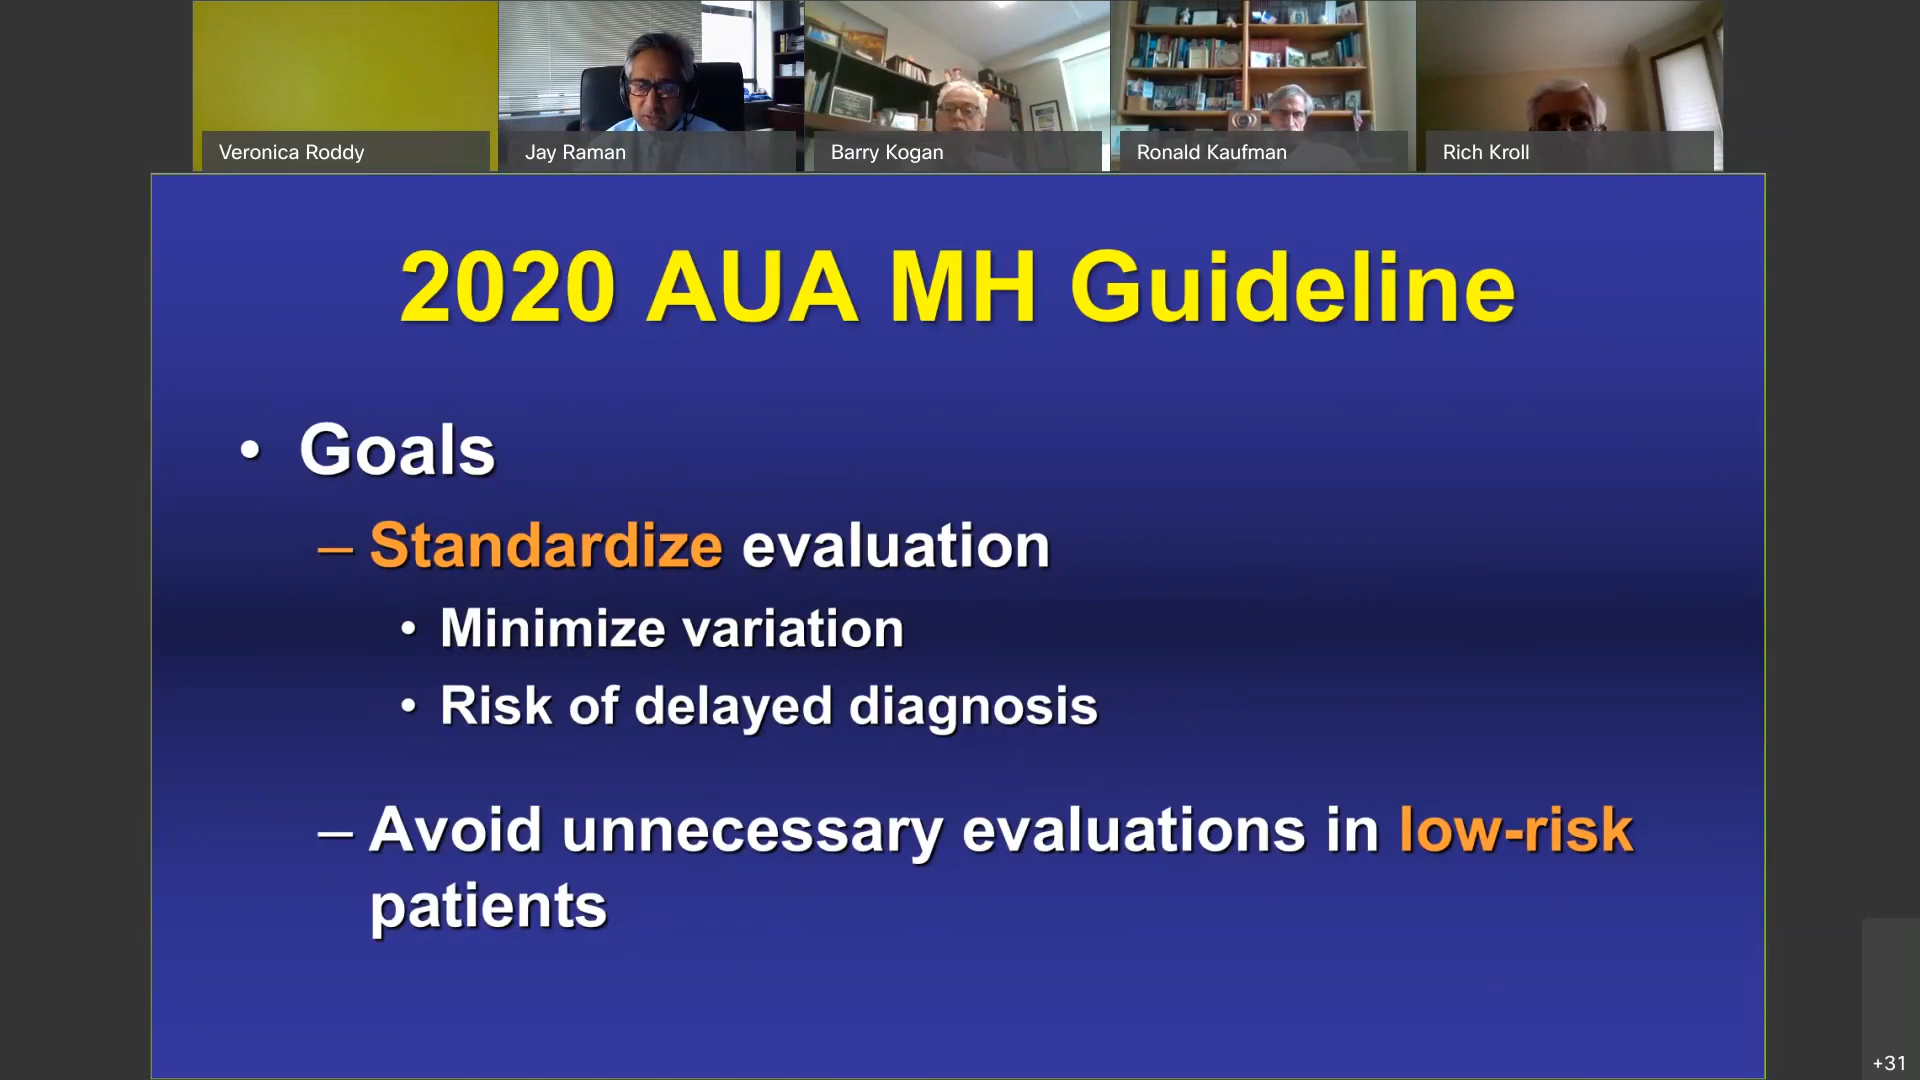 Veronica Roddy
Jay Raman
Barry Kogan
Ronald Kaufman
Rich Kroll
2020 AUA MH Guideline
• Goals
– Standardize evaluation
• Minimize variation
• Risk of delayed diagnosis
– Avoid unnecessary evaluations in low-risk
patients
+31